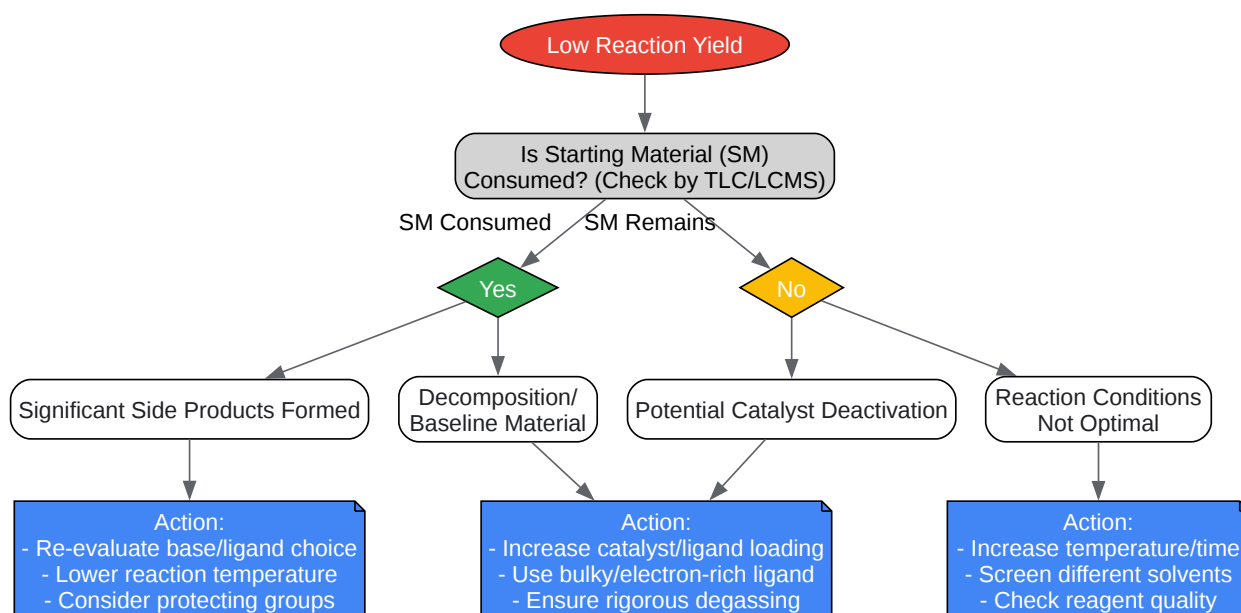 Low Reaction Yield
Is Starting Material (SM)
Consumed? (Check by TLC/LCMS)
SM Consumed
SM Remains
Yes
No
Significant Side Products Formed
Decomposition/
Baseline Material
Potential Catalyst Deactivation
Reaction Conditions
Not Optimal
Action:
- Re-evaluate base/ligand choice
- Lower reaction temperature
- Consider protecting groups
Action:
- Increase catalyst/ligand loading
- Use bulky/electron-rich ligand
- Ensure rigorous degassing
Action:
- Increase temperature/time
- Screen different solvents
- Check reagent quality